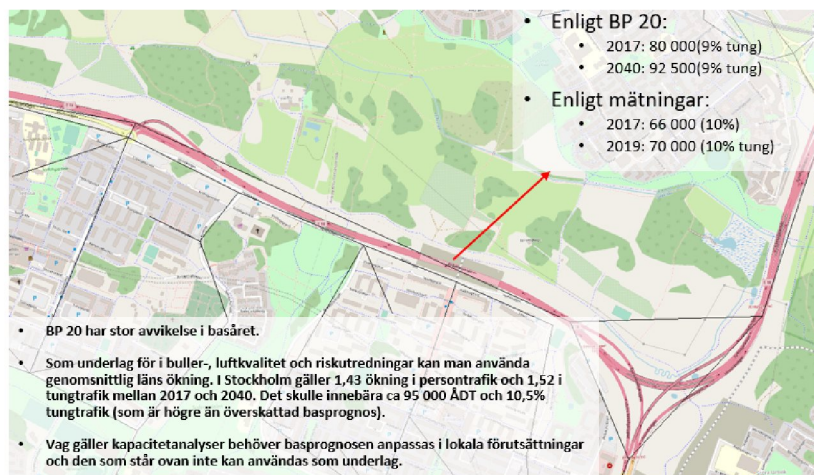 • Enligt BP 20:
• 2017: 80 000(9% tung)
• 2040: 92 500(9% tung)
• Enligt mätningar:
• 2017: 66 000 (10%)
• 2019: 70 000 (10% tung)
• BP 20 har stor avvikelse i basåret.
• Som underlag för i buller-, luftkvalitet och riskutredningar kan man använda
genomsnittlig läns ökning. I Stockholm gäller 1,43 ökning i persontrafik och 1,52 i
tungtrafik mellan 2017 och 2040. Det skulle innebära ca 95 000 ÅDT och 10,5%
tungtrafik (som är högre än överskattad basprognos).
• Vag gäller kapacitetanalyser behöver basprognosen anpassas i lokala förutsättningar
och den som står ovan inte kan användas som underlag.